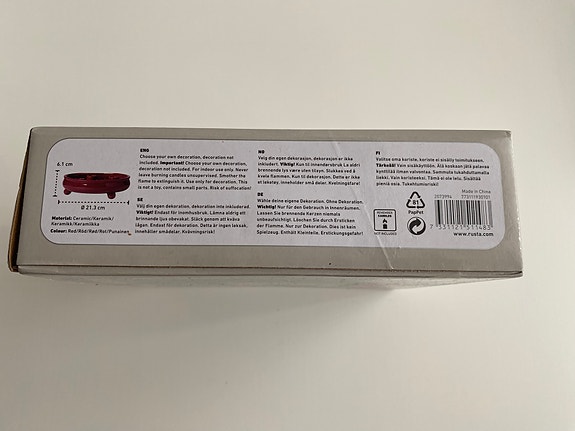 6.1 cm
Ø 21.3 cm
Material: Ceramic/Keramik/
Keramikk/Keramik/Keramiikka
Colour: Red/Röd/Rød/Rot/Punainen
ENG
Choose your own decoration, decoration not
included. Important! Choose your own decoration,
decoration not included. For indoor use only. Never
leave burning candles unsupervised. Smother the
flame to extinguish it. Use only for decoration. This
is not a toy, contains small parts. Risk of suffocation!
SE
Välj din egen dekoration, dekoration inte inkluderad.
Viktigt! Endast för inomhusbruk. Lämna aldrig ett
brinnande ljus obevakat. Släck genom att kväva
lågan. Endast för dekoration. Detta är ingen leksak,
innehåller smådelar. Kvävningsrisk!
NO
Velg din egen dekorasjon, dekorasjon er ikke
inkludert. Viktig! Kun til innendørsbruk La aldri
brennende lys være uten tilsyn. Slukkes ved å
kvele flammen. Kun til dekorasjon. Dette er ikke
et leketøy, inneholder små deler. Kvelningsfare!
DE
Wähle deine eigene Dekoration, Ohne Dekoration.
Wichtig! Nur für den Gebrauch in Innenräumen.
Lassen Sie brennende Kerzen niemals
unbeaufsichtigt. Löschen Sie durch Ersticken
der Flamme. Nur zur Dekoration. Dies ist kein
Spielzeug. Enthält Kleinteile. Erstickungsgefahr!
FI
Valitse oma koriste, koriste ei sisälly toimitukseen.
Tärkeää! Vain sisäkäyttöön. Älä koskaan jätä palavaa
kynttilää ilman valvontaa. Sammuta tukahduttamalla
liekki. Vain koristeeksi. Tämä ei ole lelu. Sisältää
pieniä osia. Tukehtumisriski!
Made in China
REMEMBER
CANDLES
NOT INCLUDED
81
PapPet
7 331121 511483
www.rusta.com